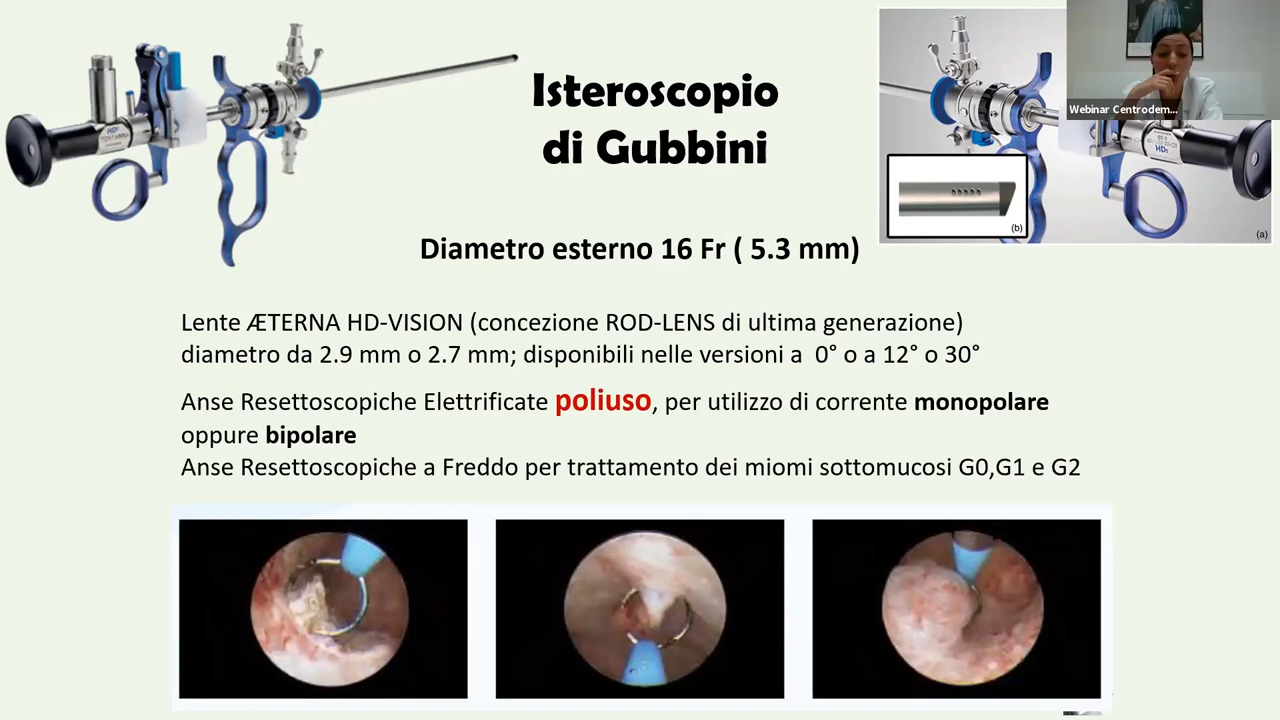 Isteroscopio
di Gubbini
Webinar Centrodem...
(b)
(a)
Diametro esterno 16 Fr ( 5.3 mm)
Lente ÆTERNA HD-VISION (concezione ROD-LENS di ultima generazione)
diametro da 2.9 mm o 2.7 mm; disponibili nelle versioni a 0° o a 12° o 30°
Anse Resettoscopiche Elettrificate poliuso, per utilizzo di corrente monopolare
oppure bipolare
Anse Resettoscopiche a Freddo per trattamento dei miomi sottomucosi G0,G1 e G2